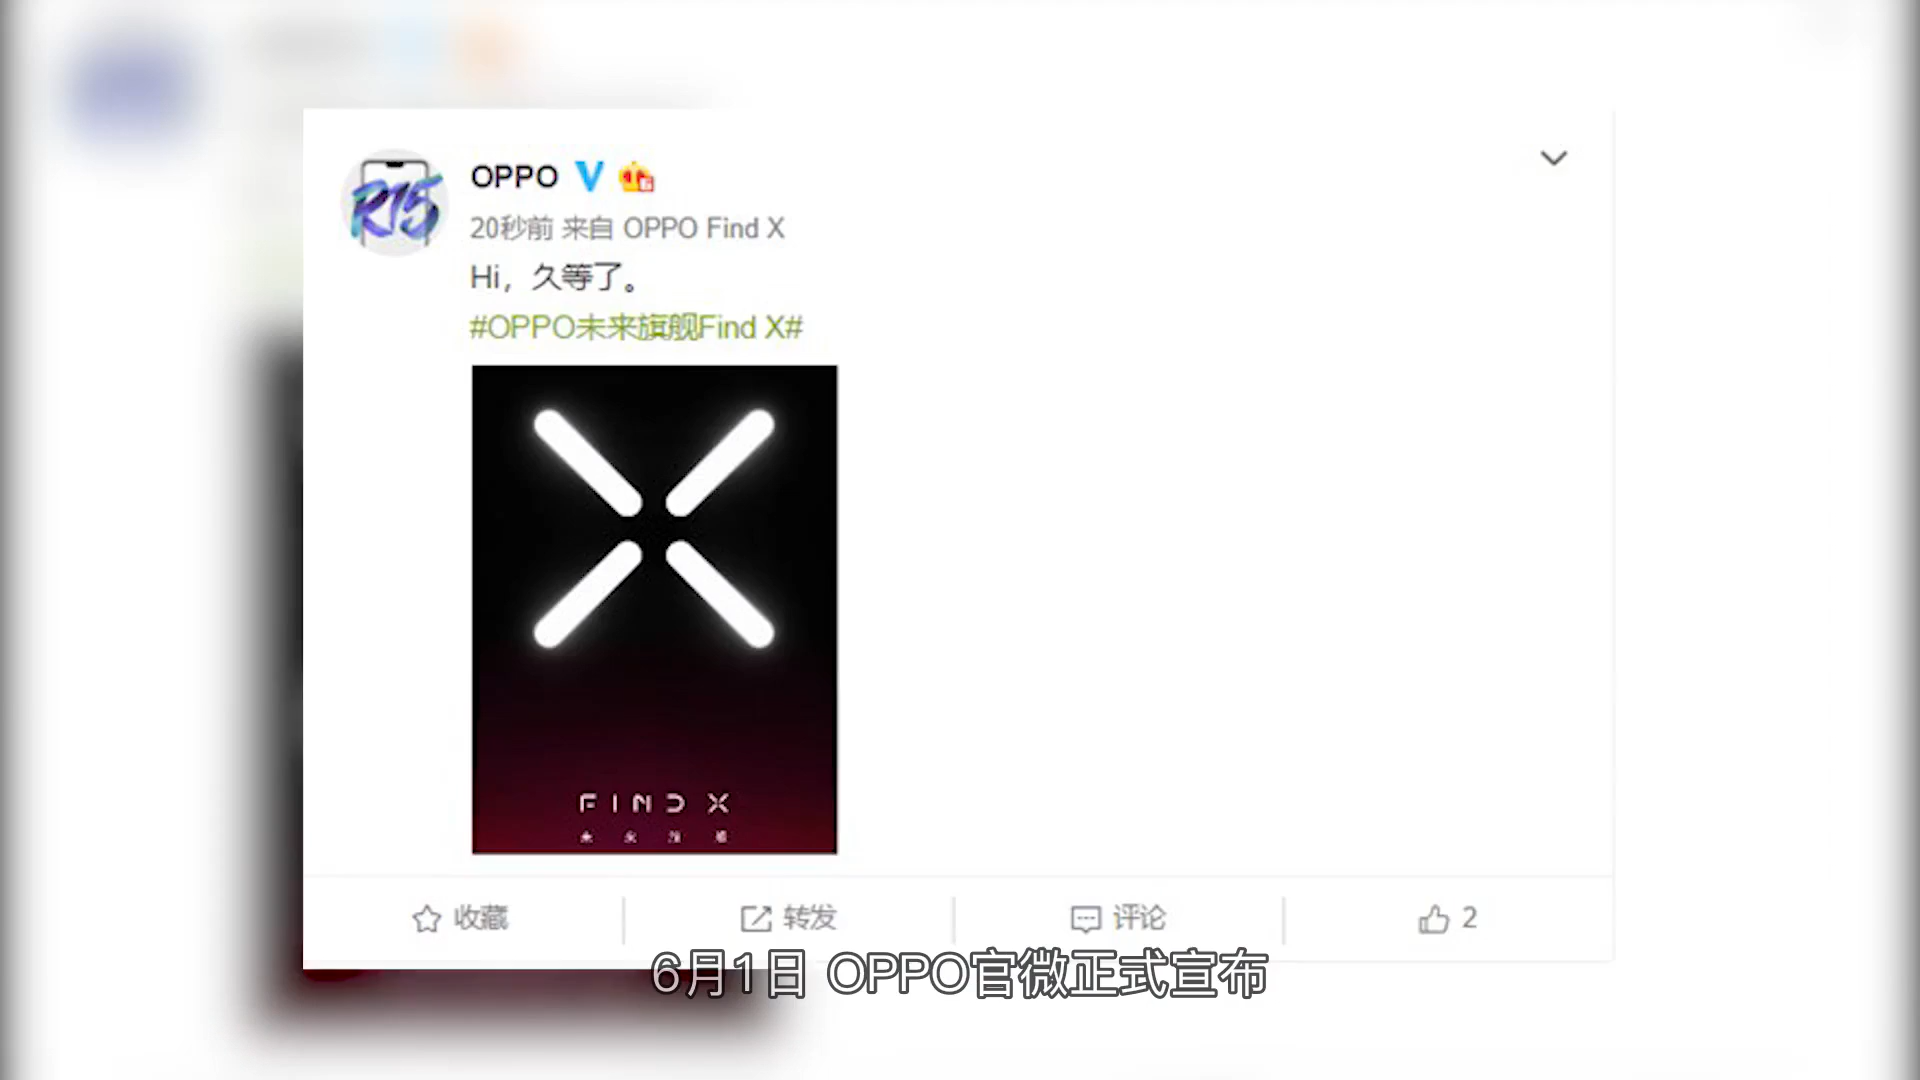 R15
OPPO
20秒前 来自 OPPO Find X
Hi，久等了。
#OPPO未来旗舰Find X#
FIND X
收藏
转发
评论
2
6月1日 OPPO官微正式宣布